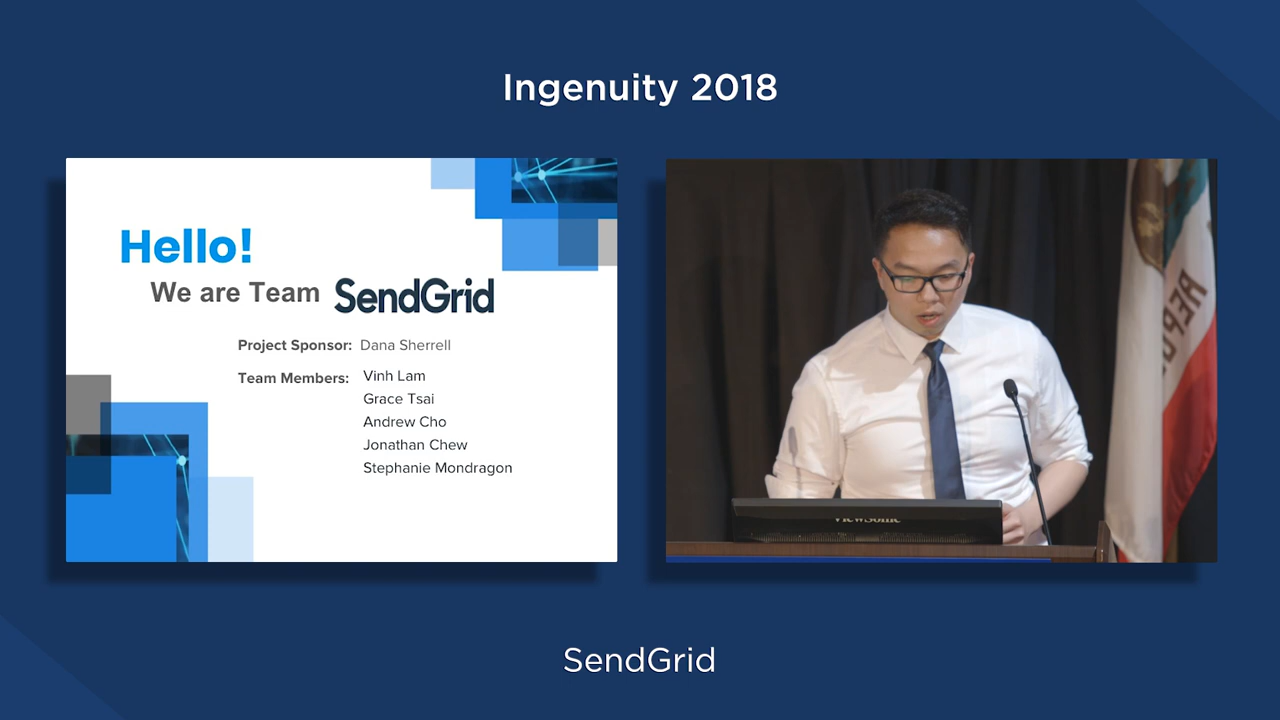 Ingenuity 2018
Hello!
We are Team SendGrid
Project Sponsor: Dana Sherrell
Team Members: Vinh Lam
Grace Tsai
Andrew Cho
Jonathan Chew
Stephanie Mondragon
ViewSonic
SendGrid